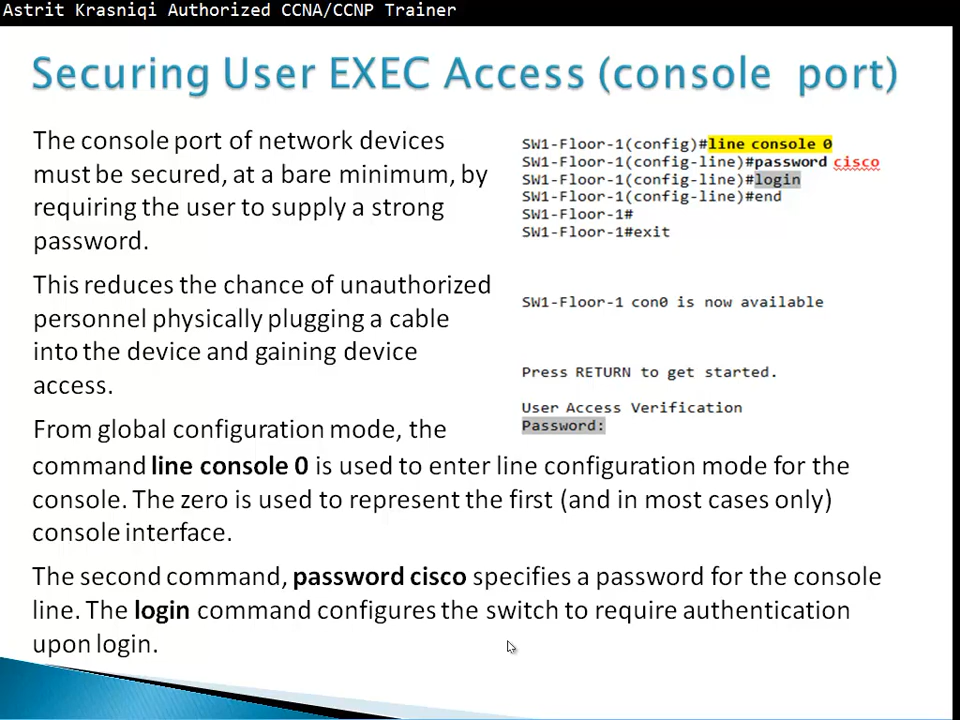 Astrit Krasniqi Authorized CCNA/CCNP Trainer
Securing User EXEC Access (console port)
The console port of network devices
must be secured, at a bare minimum, by
requiring the user to supply a strong
password.
This reduces the chance of unauthorized
personnel physically plugging a cable
into the device and gaining device
access.
From global configuration mode, the
command line console 0 is used to enter line configuration mode for the
console. The zero is used to represent the first (and in most cases only)
console interface.
The second command, password cisco specifies a password for the console
line. The login command configures the switch to require authentication
upon login.
SW1-Floor-1(config)#line console 0
SW1-Floor-1(config-line)#password cisco
SW1-Floor-1(config-line)#login
SW1-Floor-1(config-line)#end
SW1-Floor-1#
SW1-Floor-1#exit
SW1-Floor-1 con0 is now available
Press RETURN to get started.
User Access Verification
Password: